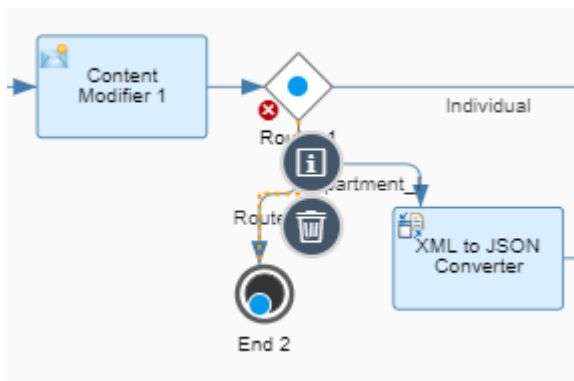 Content
Modifier 1
Individual
XML to JSON
Converter
End 2